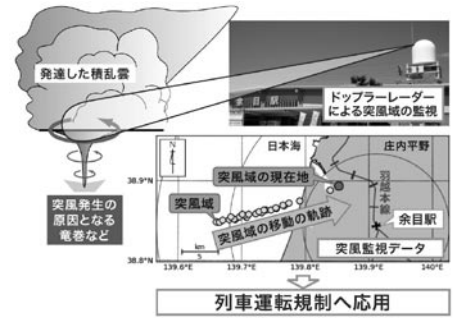 発達した積乱雲
余目駅
ドップラーレーダー
による突風域の監視
突風発生の
原因となる
竜巻など
日本海
庄内平野
N
38.9°N
突風域の現在地
突風域
突風域の移動の軌跡
羽越本線
余目駅
km
5
突風監視データ
38.8°N
139.6°E
139.7°E
139.8°E
139.9°E
140°E
列車運転規制へ応用